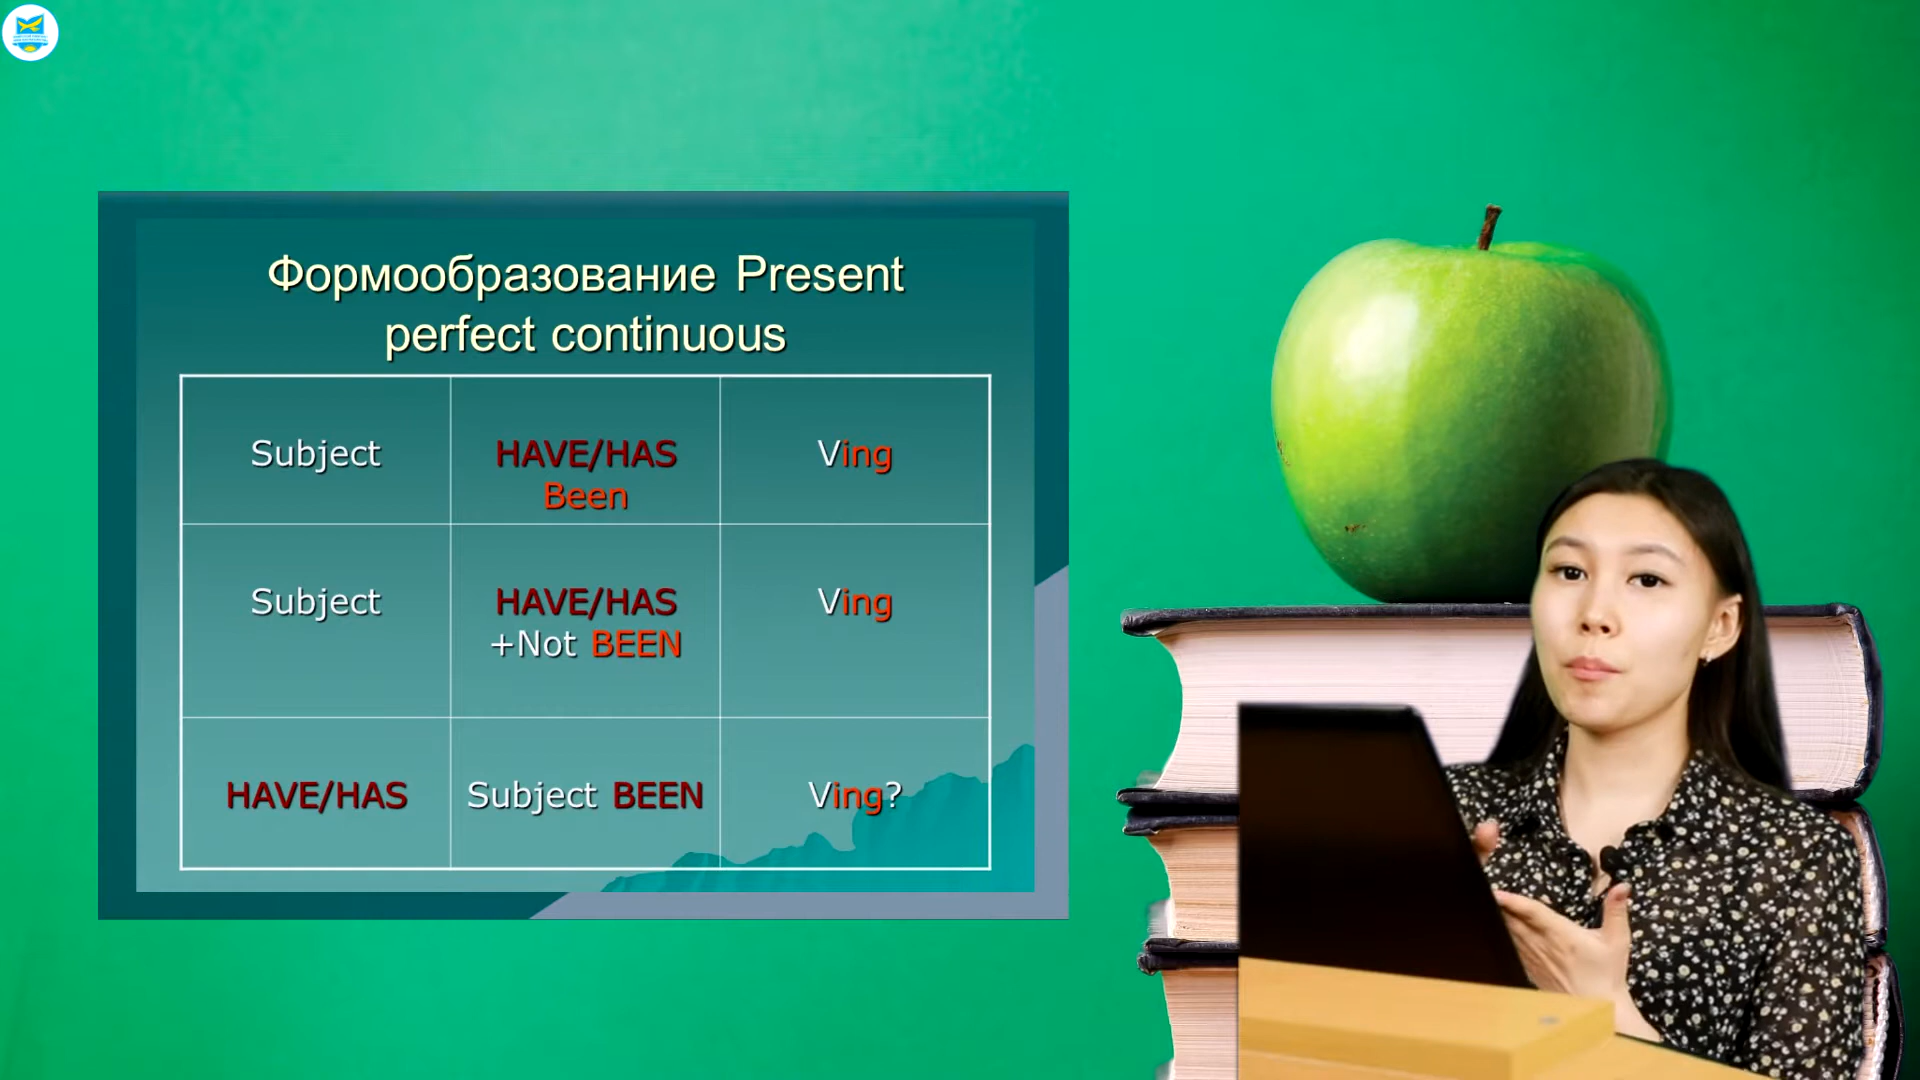 Формообразование Present
perfect continuous
Subject
HAVE/HAS
Been
Ving
Subject
HAVE/HAS
+Not BEEN
Ving
HAVE/HAS
Subject BEEN
Ving?